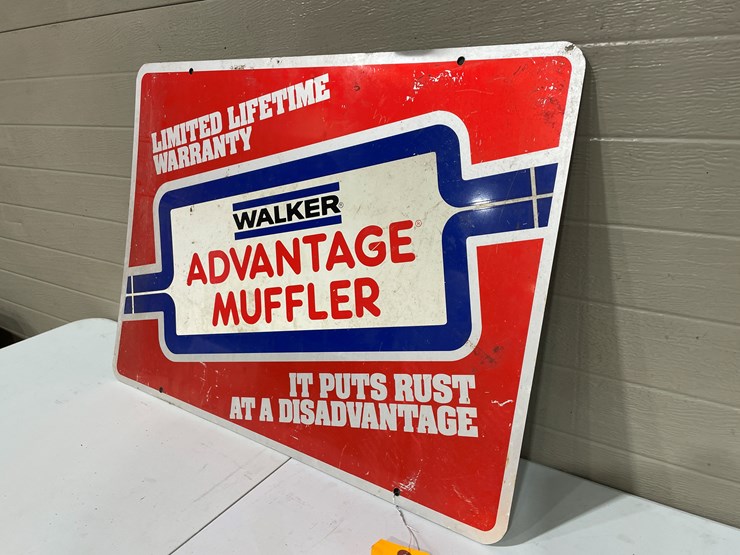 LIMITED LIFETIME
WARRANTY
WALKER
ADVANTAGE®
MUFFLER
IT PUTS RUST
AT A DISADVANTAGE